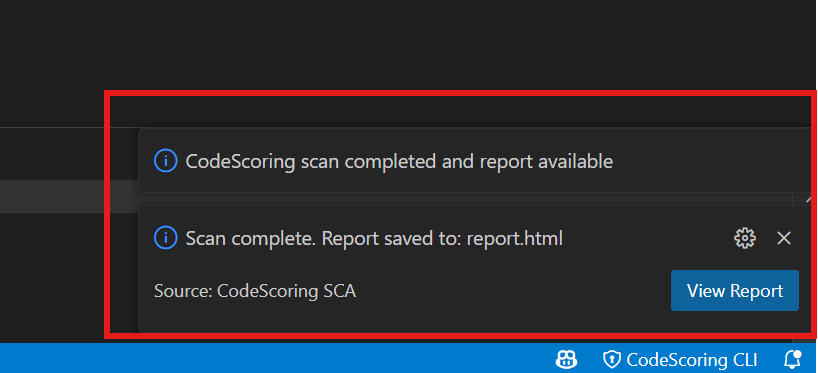 CodeScoring scan completed and report available
Scan complete. Report saved to: report.html
Source: CodeScoring SCA
View Report
CodeScoring CLI